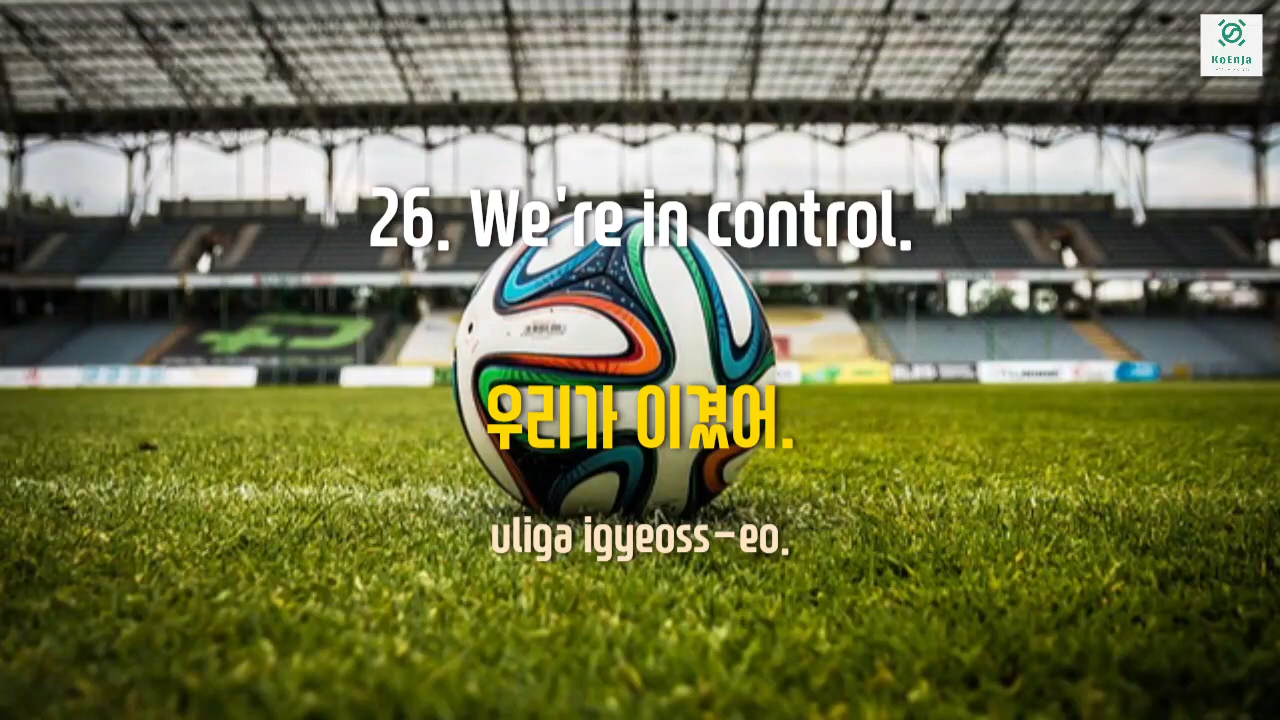 KoEnJa
26. We're in control.
우리가 이겼어.
uliga igyeoss-eo.